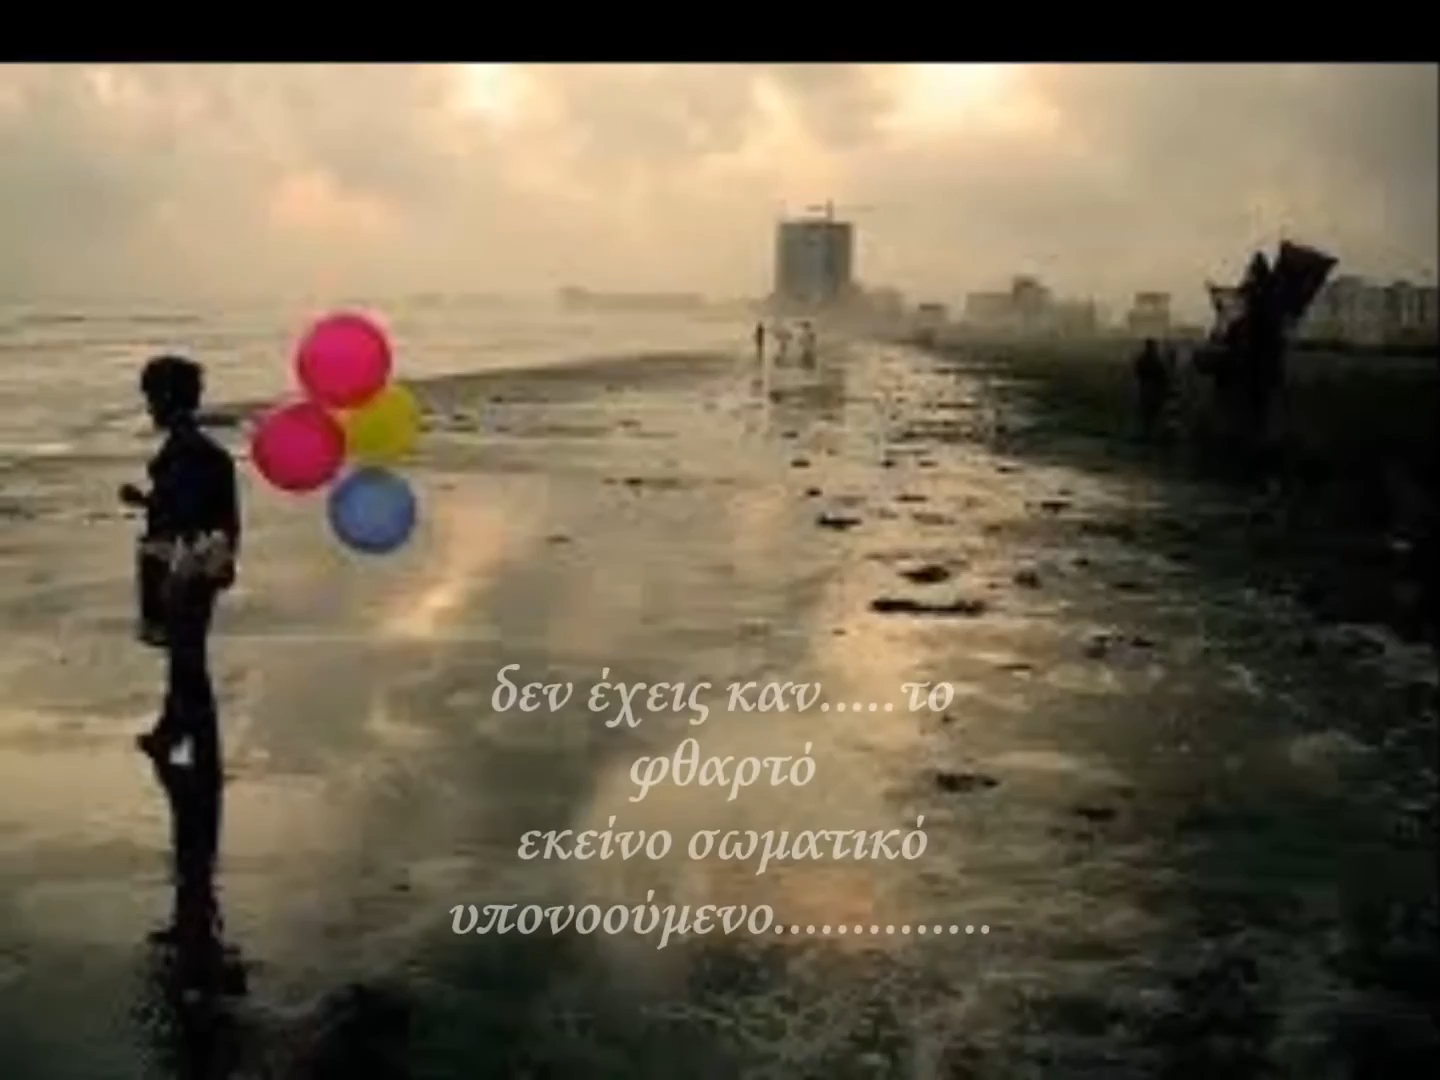 δεν έχεις καν.....το
φθαρτό
εκείνο σωματικό
υπονοούμενο..............